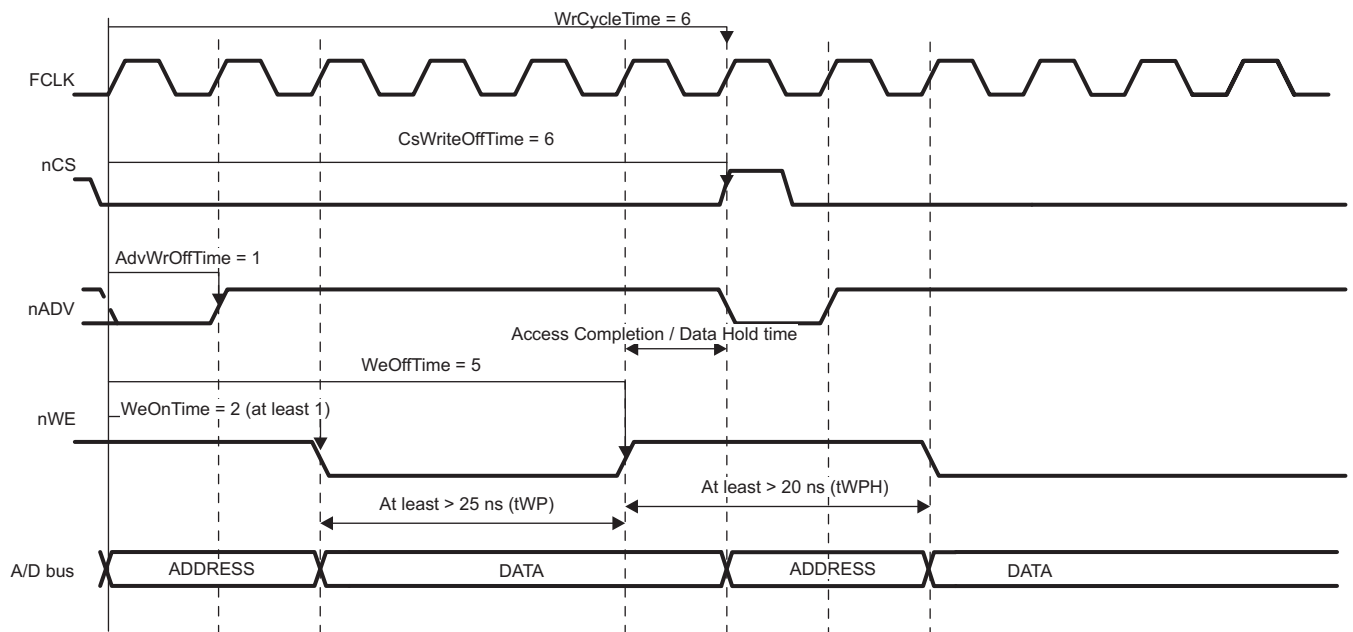 WrCycleTime = 6
FCLK
CsWriteOffTime = 6
nCS
AdvWrOffTime = 1
nADV
Access Completion / Data Hold time
WeOffTime = 5
WeOnTime = 2 (at least 1)
nWE
At least > 25 ns (tWP)
At least > 20 ns (tWPH)
A/D bus
ADDRESS
DATA
ADDRESS
DATA